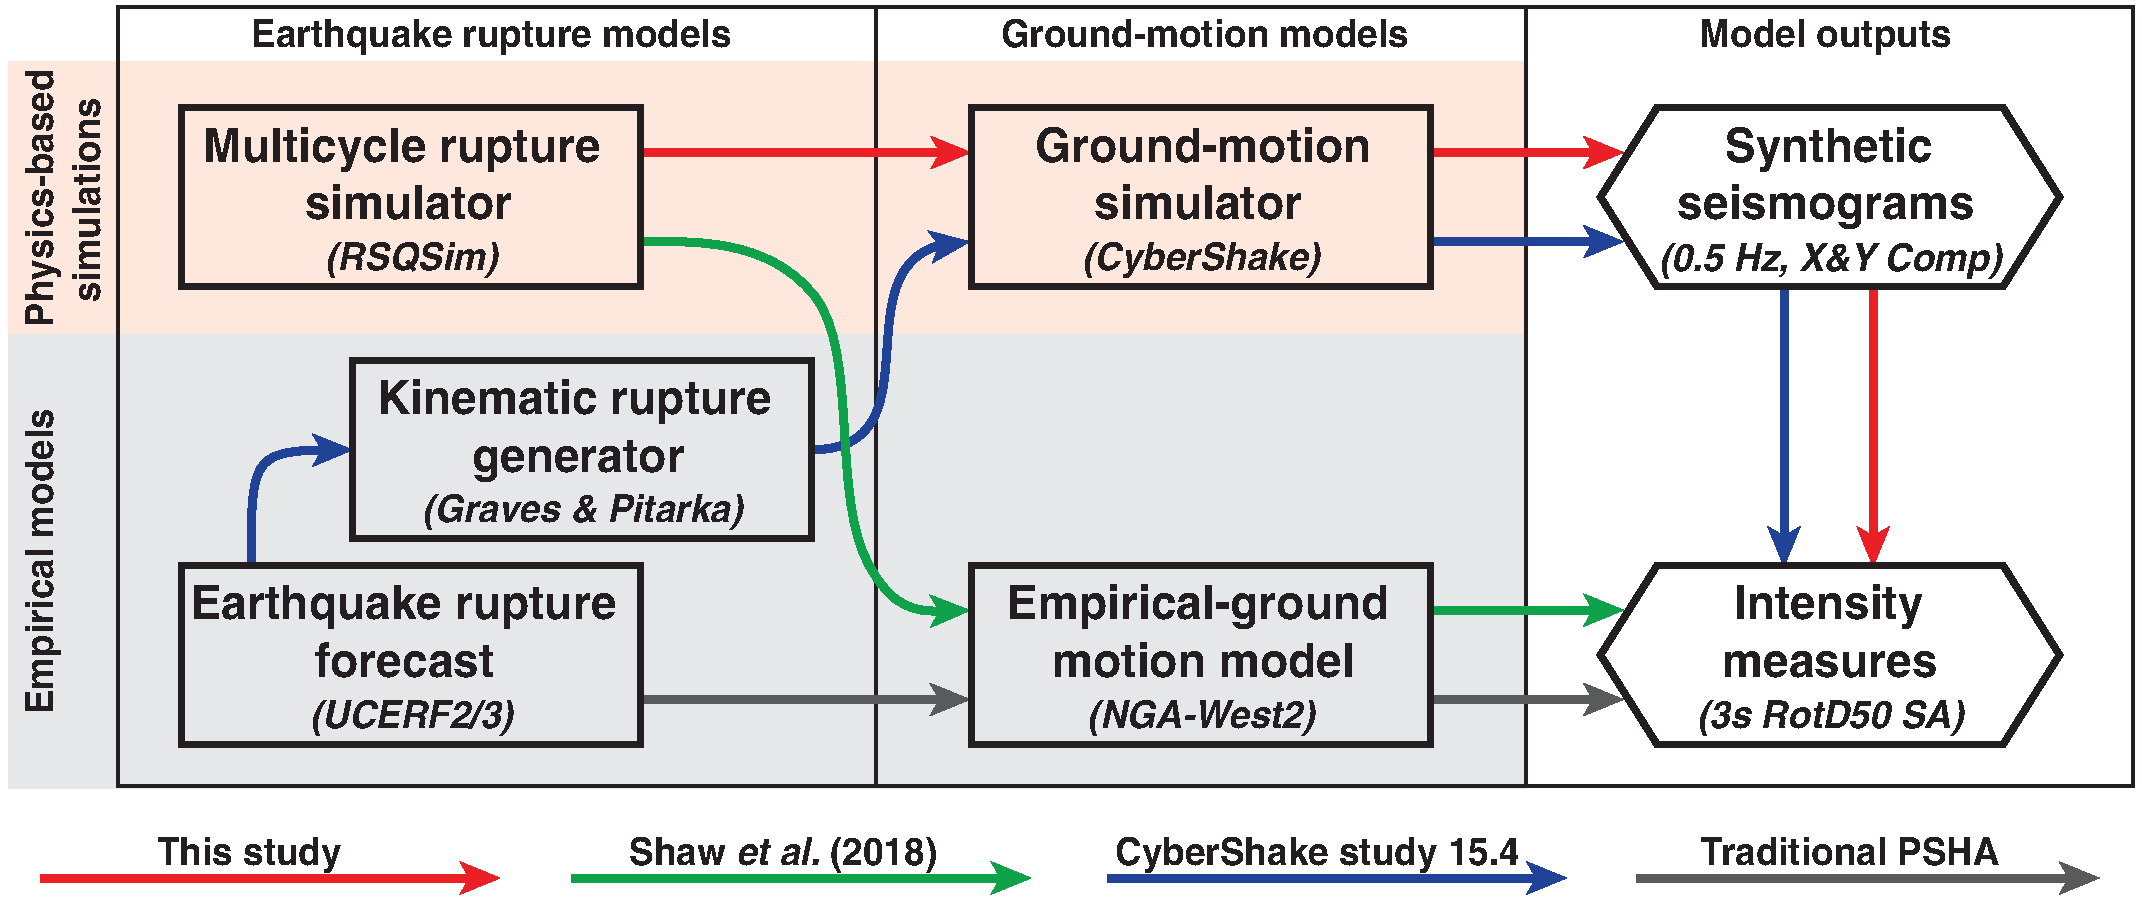 Earthquake rupture models
Ground-motion models
Model outputs
Physics-based
simulations
Multicycle rupture
simulator
(RSQSim)
Ground-motion
simulator
(CyberShake)
Synthetic
seismograms
(0.5 Hz, X&Y Comp)
Empirical models
Kinematic rupture
generator
(Graves & Pitarka)
Earthquake rupture
forecast
(UCERF2/3)
Empirical-ground
motion model
(NGA-West2)
Intensity
measures
(3s RotD50 SA)
This study
Shaw et al. (2018)
CyberShake study 15.4
Traditional PSHA